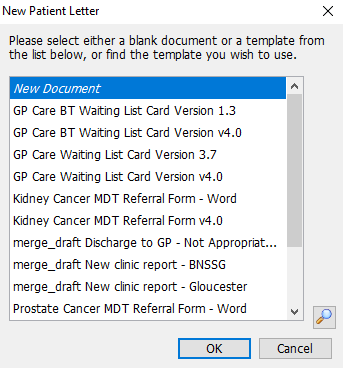 New Patient Letter
Please select either a blank document or a template from
the list below, or find the template you wish to use.
New Document
GP Care BT Waiting List Card Version 1.3
GP Care BT Waiting List Card Version v4.0
GP Care Waiting List Card Version 3.7
GP Care Waiting List Card Version v4.0
Kidney Cancer MDT Referral Form - Word
Kidney Cancer MDT Referral Form v4.0
merge_draft Discharge to GP - Not Appropriat...
merge_draft New clinic report - BNSSG
merge_draft New clinic report - Gloucester
Prostate Cancer MDT Referral Form - Word
OK
Cancel